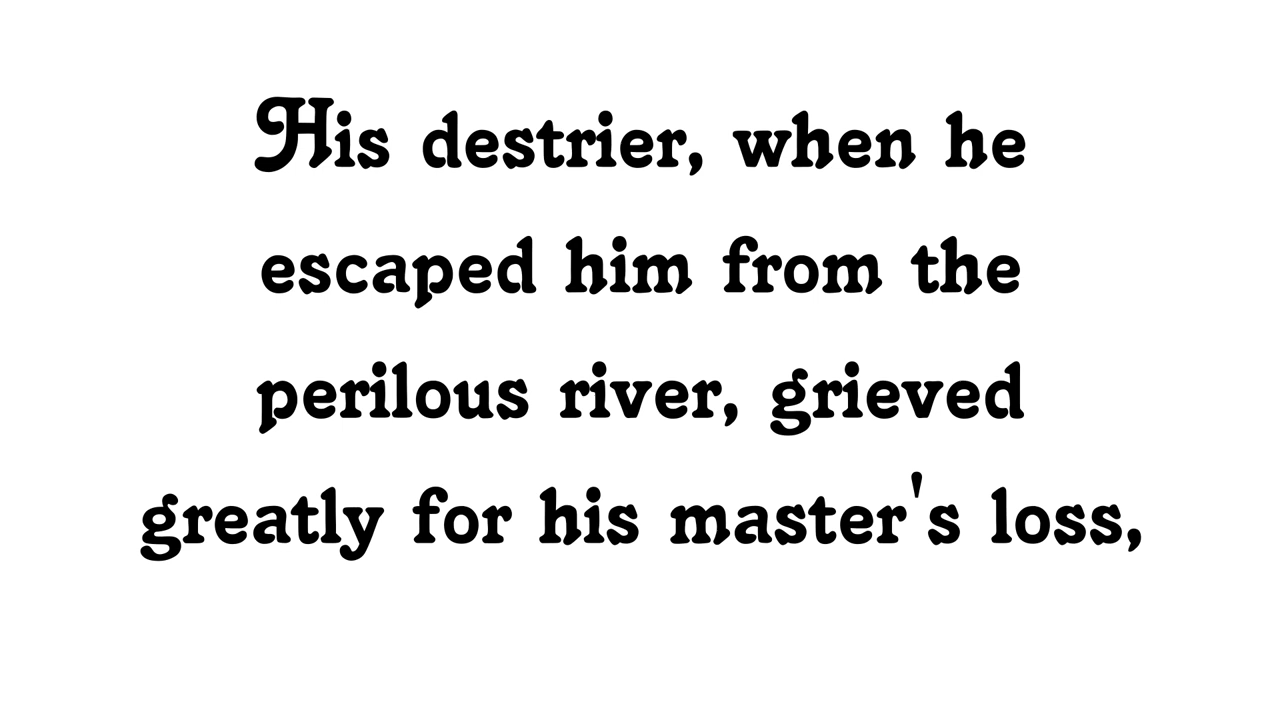 His destrier, when he
escaped him from the
perilous river, grieved
greatly for his master's loss,